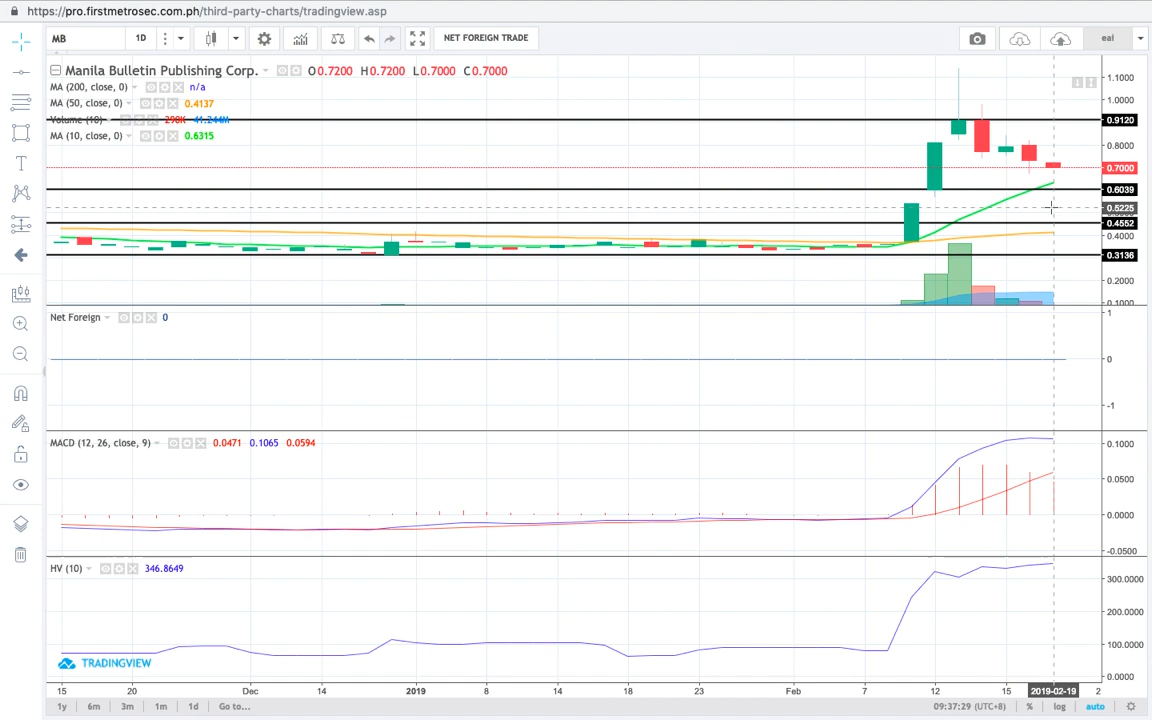 https://pro.firstmetrosec.com.ph/third-party-charts/tradingview.asp
MB 1D NET FOREIGN TRADE eai
Manila Bulletin Publishing Corp. O0.7200 H0.7200 L0.7000 C0.7000
MA (200, close, 0) n/a
MA (50, close, 0) 0.4137
Volume (10) 298K 41.244M
MA (10, close, 0) 0.6315
1.1000
1.0000
0.9120
0.8000
0.7000
0.6039
0.5225
0.4552
0.4000
0.3136
0.2000
0.1000
Net Foreign 0
1
0
-1
MACD (12, 26, close, 9) 0.0471 0.1065 0.0594
0.1000
0.0500
0.0000
-0.0500
HV (10) 346.8649
300.0000
200.0000
100.0000
0.0000
TRADINGVIEW
15 20 Dec 14 2019 8 14 18 23 Feb 7 12 15 2019-02-19 2
1y 6m 3m 1m 1d Go to... 09:37:29 (UTC+8) % log auto